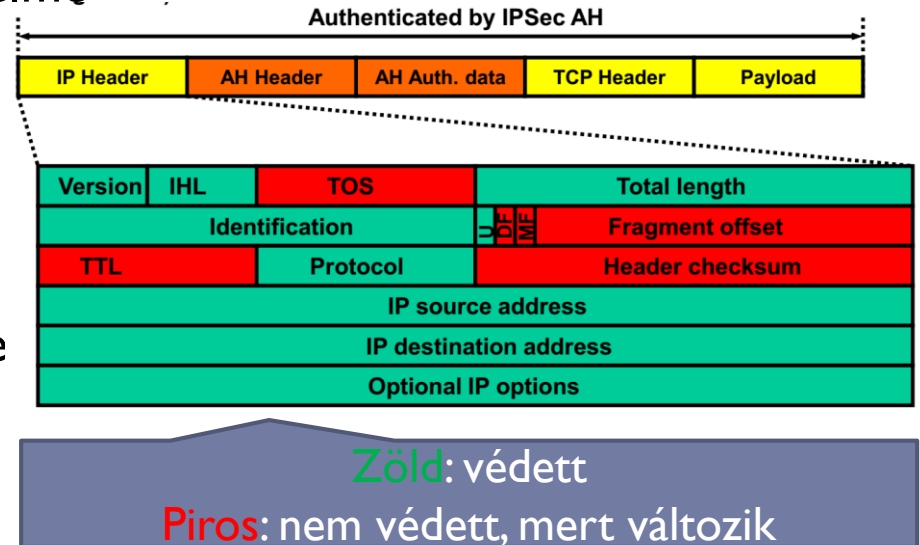 Authenticated by IPSec AH
IP Header AH Header AH Auth. data TCP Header Payload
Version IHL TOS Total length
Identification U DF MF Fragment offset
TTL Protocol Header checksum
IP source address
IP destination address
e
Optional IP options
Zöld: védett
Piros: nem védett, mert változik